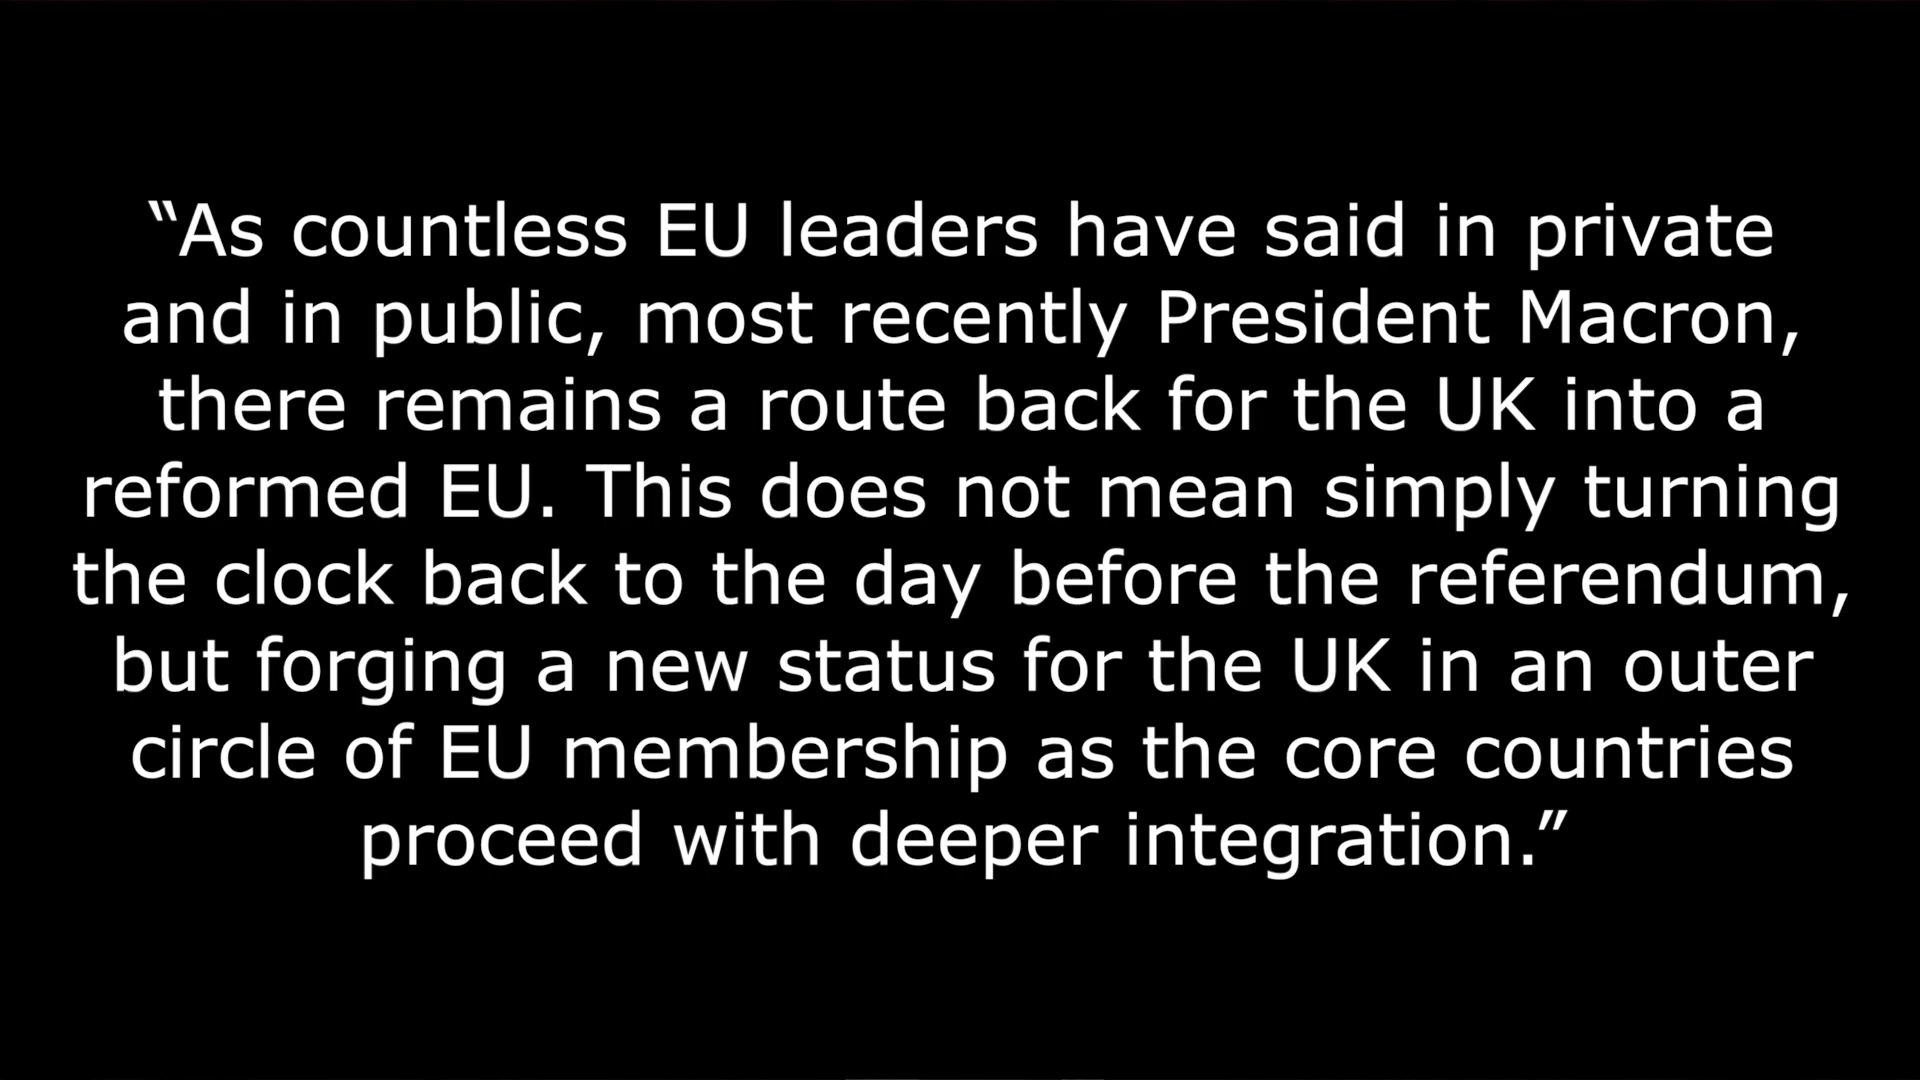 “As countless EU leaders have said in private
and in public, most recently President Macron,
there remains a route back for the UK into a
reformed EU. This does not mean simply turning
the clock back to the day before the referendum,
but forging a new status for the UK in an outer
circle of EU membership as the core countries
proceed with deeper integration.”